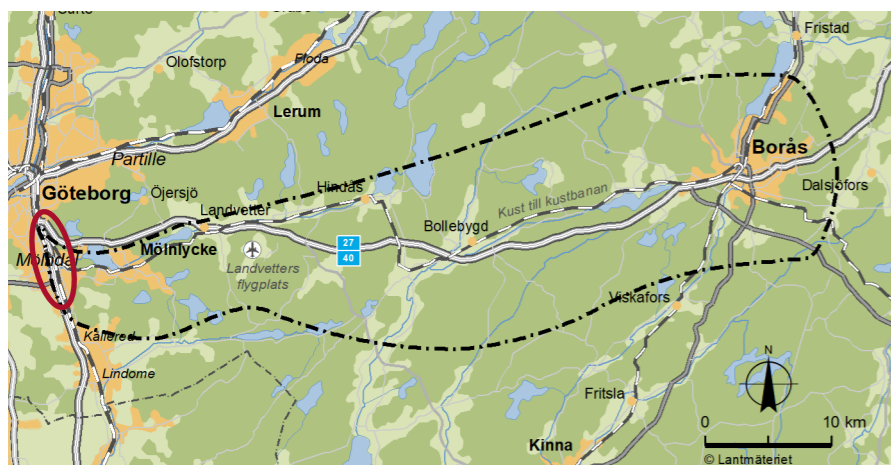 Surte
Fristad
Olofstorp
Floda
Lerum
Partille
Borås
Göteborg
Öjersjö
Hindås
Dalsjöfors
Landvetter
Kust till kustbanan
Bollebygd
Mölnlycke
27
40
Mölndal
Landvetters
flygplats
Viskafors
Kållered
Lindome
N
Fritsla
0
10 km
Kinna
© Lantmäteriet